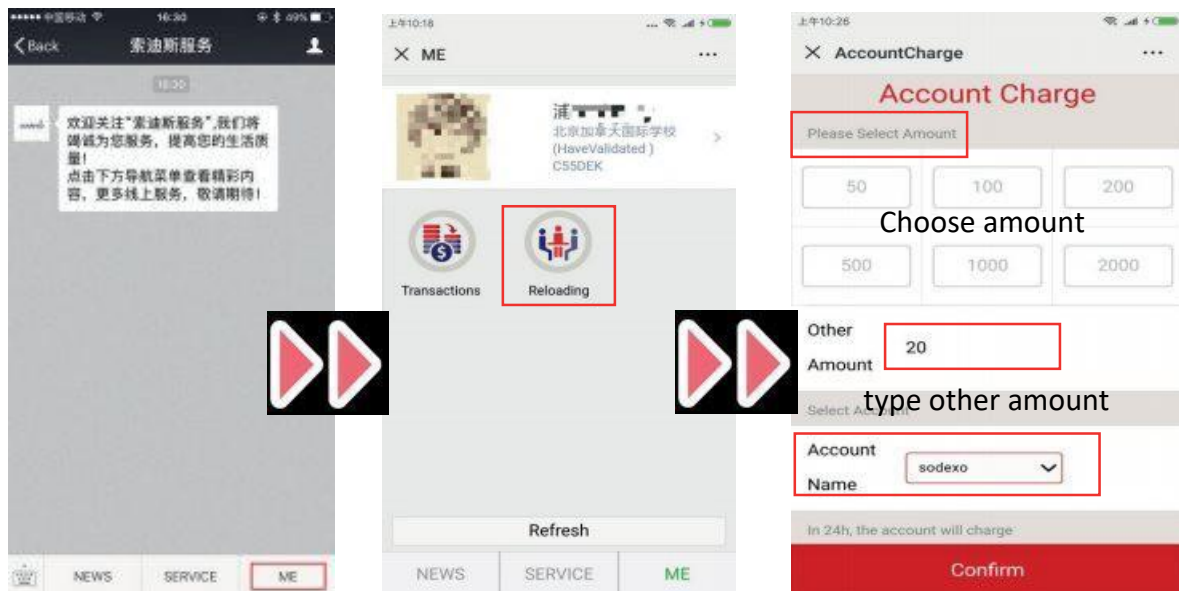 中国移动
16:30
49%
Back
索迪斯服务
16:30
欢迎关注"索迪斯服务",我们将
竭诚为您服务，提高您的生活质
量!
点击下方导航菜单查看精彩内
容，更多线上服务，敬请期待!
NEWS
SERVICE
ME
上午10:18
ME
浦
北京加拿大国际学校
(HaveValidated )
C55DEK
Transactions
Reloading
Refresh
NEWS
SERVICE
ME
上午10:26
AccountCharge
Account Charge
Please Select Amount
50 100 200
Choose amount
500 1000 2000
Other
20
Amount
type other amount
Select Account
Account
sodexo
Name
In 24h, the account will charge
Confirm